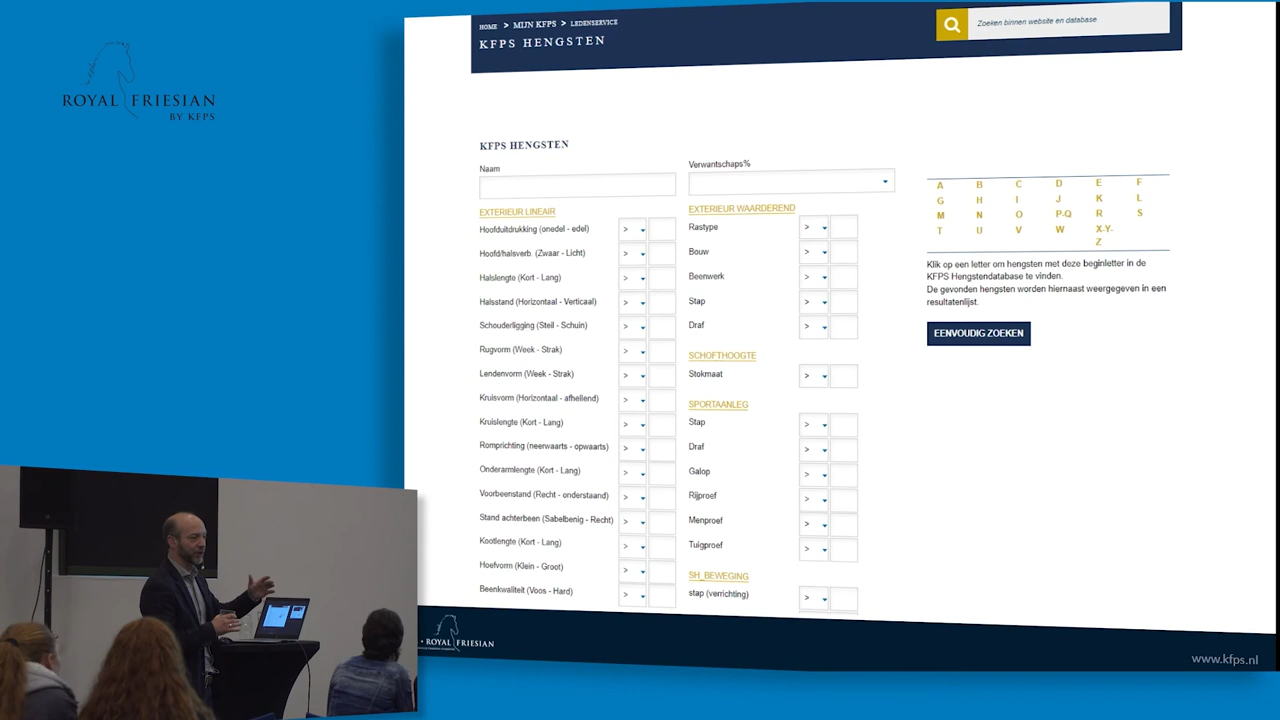 ROYAL FRIESIAN
BY KFPS
HOME > MIJN KFPS > LEDENSERVICE
KFPS HENGSTEN
Zoeken binnen website en database
KFPS HENGSTEN
Naam
Verwantschaps%
EXTERIEUR LINEAIR
Hoofduitdrukking (onedel - edel) >
Hoofd/halsverb. (Zwaar - Licht) >
Halslengte (Kort - Lang) >
Halsstand (Horizontaal - Verticaal) >
Schouderligging (Steil - Schuin) >
Rugvorm (Week - Strak) >
Lendenvorm (Week - Strak) >
Kruisvorm (Horizontaal - afhellend) >
Kruislengte (Kort - Lang) >
Romprichting (neerwaarts - opwaarts) >
Onderarmlengte (Kort - Lang) >
Voorbeenstand (Recht - onderstaand) >
Stand achterbeen (Sabelbenig - Recht) >
Kootlengte (Kort - Lang) >
Hoefvorm (Klein - Groot) >
Beenkwaliteit (Voos - Hard) >
EXTERIEUR WAARDEREND
Rastype >
Bouw >
Beenwerk >
Stap >
Draf >
SCHOFTHOOGTE
Stokmaat >
SPORTAANLEG
Stap >
Draf >
Galop >
Rijproef >
Menproef >
Tuigproef >
SH_BEWEGING
stap (verrichting) >
A B C D E F
G H I J K L
M N O P-Q R S
T U V W X-Y-
Z
Klik op een letter om hengsten met deze beginletter in de
KFPS Hengstendatabase te vinden.
De gevonden hengsten worden hiernaast weergegeven in een
resultatenlijst.
EENVOUDIG ZOEKEN
ROYAL FRIESIAN
www.kfps.nl